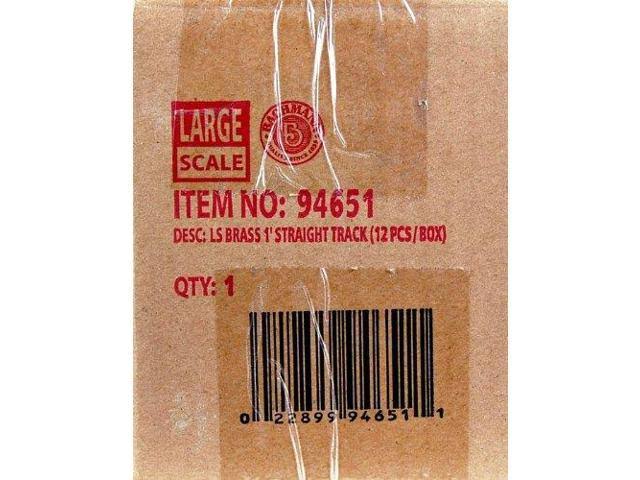 LARGE
SCALE
BACHMANN
ITEM NO: 94651
DESC: LS BRASS 1' STRAIGHT TRACK (12 PCS / BOX)
QTY: 1
0 22899 94651 1